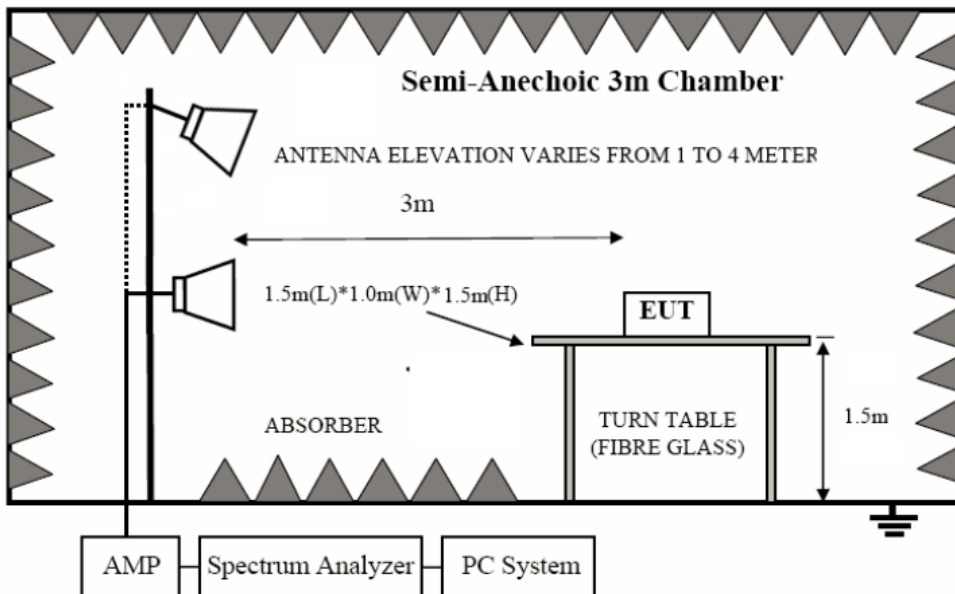 Semi-Anechoic 3m Chamber
ANTENNA ELEVATION VARIES FROM 1 TO 4 METER
3m
1.5m(L)*1.0m(W)*1.5m(H)
EUT
1.5m
ABSORBER
TURN TABLE
(FIBRE GLASS)
AMP
Spectrum Analyzer
PC System